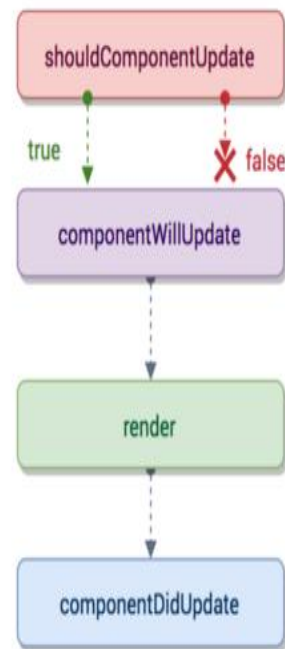 shouldComponentUpdate
true
false
componentWillUpdate
render
componentDidUpdate